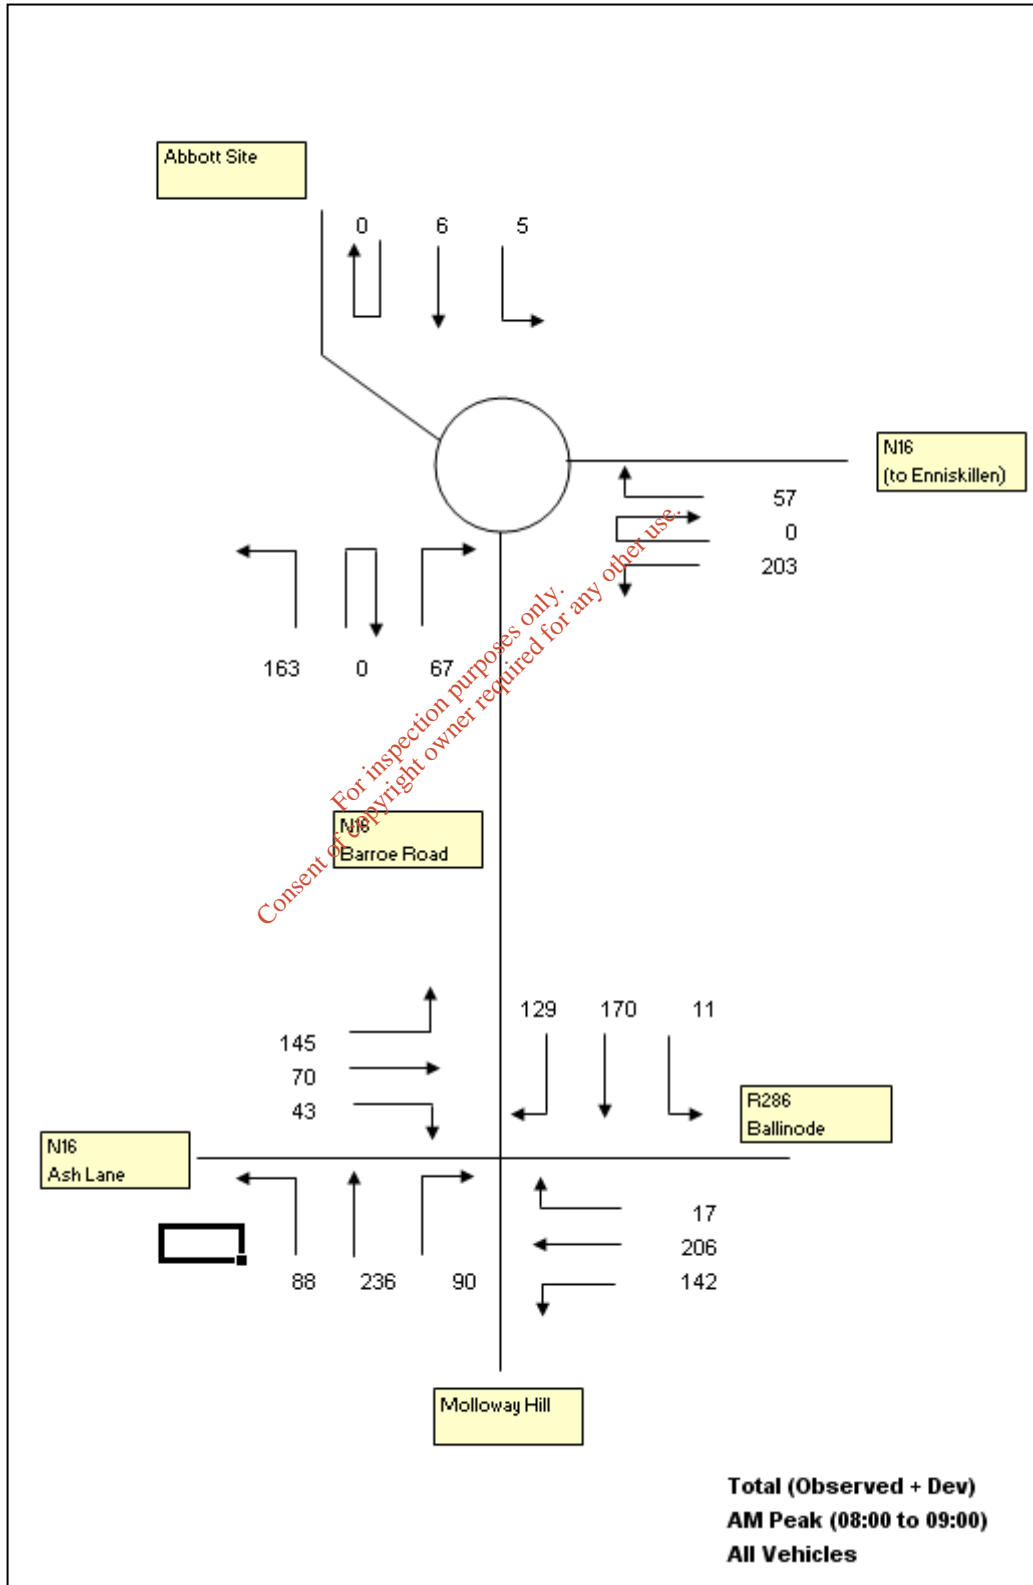 Abbott Site
0 6 5
N16
(to Enniskillen)
57
0
203
163 0 67
For inspection purposes only.
Consent of copyright owner required for any other use.
N16
Barroe Road
129 170 11
145
70
43
R286
Ballinode
N16
Ash Lane
17
206
142
88 236 90
Molloway Hill
Total (Observed + Dev)
AM Peak (08:00 to 09:00)
All Vehicles